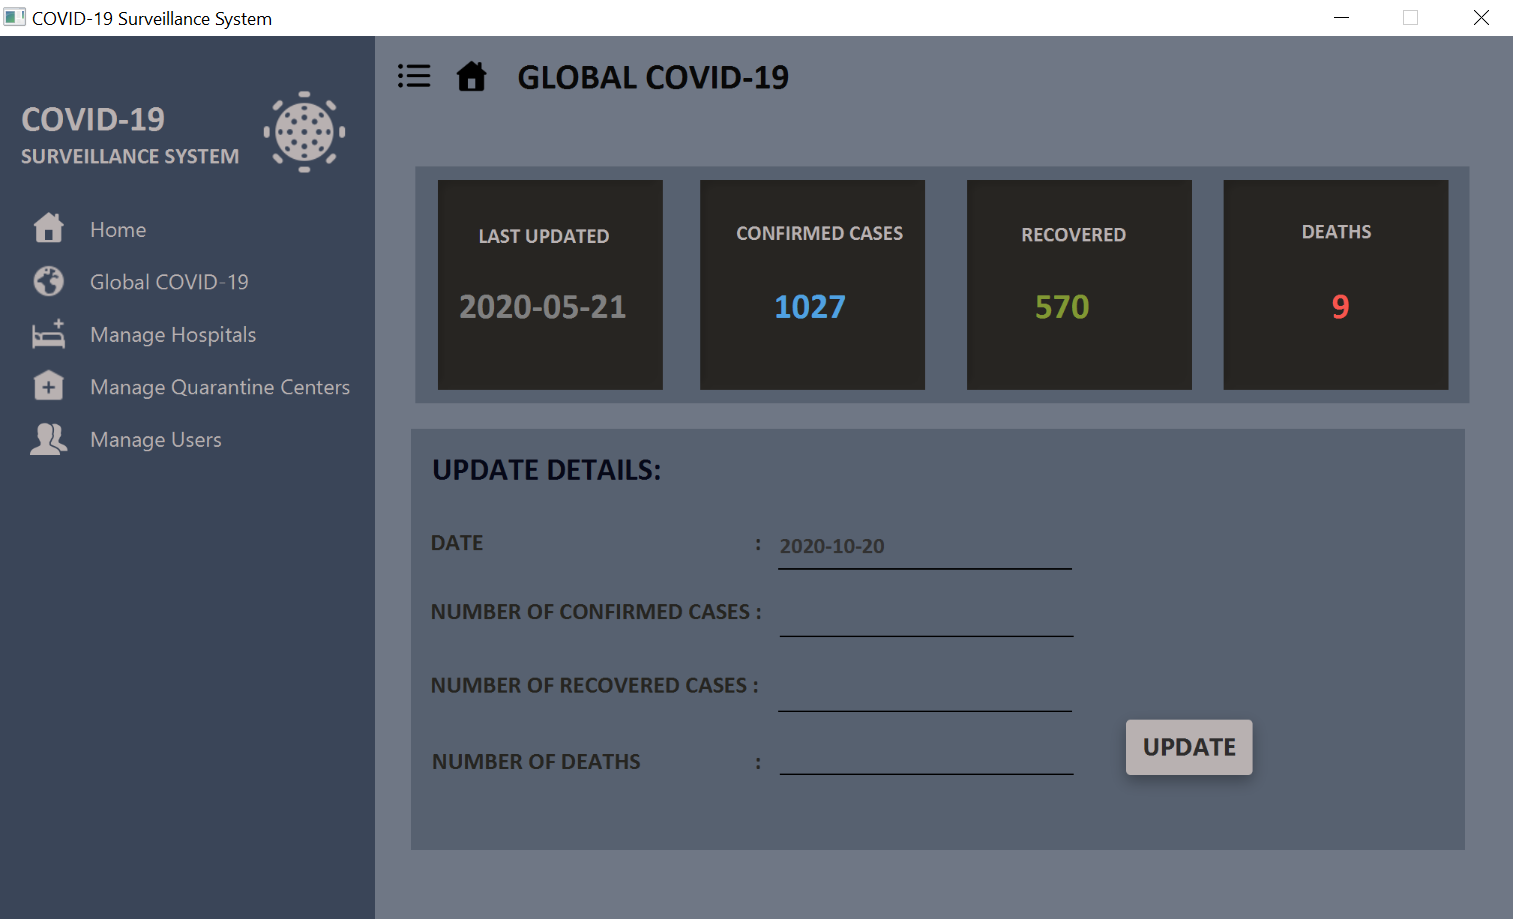 COVID-19 Surveillance System
COVID-19
SURVEILLANCE SYSTEM
Home
Global COVID-19
Manage Hospitals
Manage Quarantine Centers
Manage Users
GLOBAL COVID-19
LAST UPDATED
2020-05-21
CONFIRMED CASES
1027
RECOVERED
570
DEATHS
9
UPDATE DETAILS:
DATE : 2020-10-20
NUMBER OF CONFIRMED CASES :
NUMBER OF RECOVERED CASES :
NUMBER OF DEATHS :
UPDATE